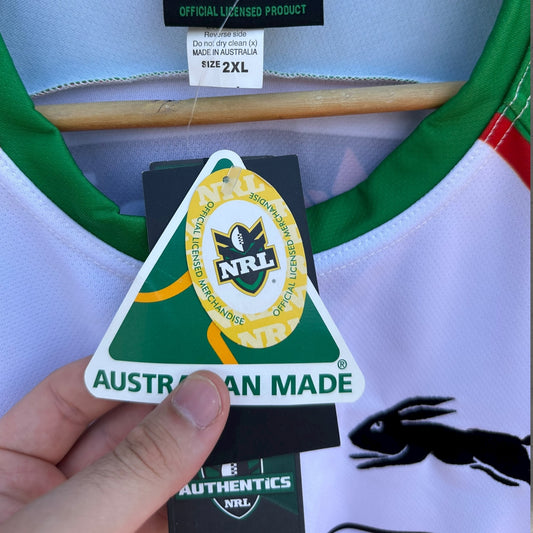 OFFICIALLY LICENSED PRODUCT
Reverse side
Do not dry clean (x)
MADE IN AUSTRALIA
SIZE 2XL
NRL
OFFICIAL LICENSED MERCHANDISE
OFFICIAL LICENSED MERCHANDISE
NRL
®
NRL
®
AUSTRALIAN MADE
AUTHENTICS
NRL